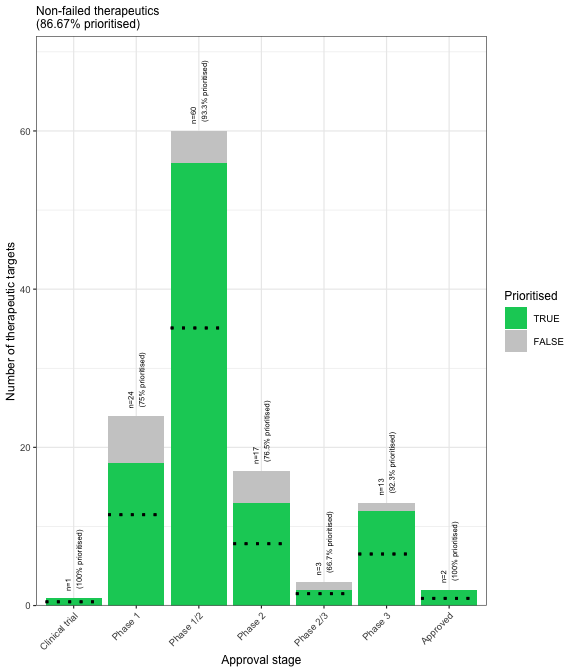 Non-failed therapeutics
(86.67% prioritised)
Number of therapeutic targets
60
40
20
0
n=1
(100% prioritised)
n=24
(75% prioritised)
n=60
(93.3% prioritised)
n=17
(76.5% prioritised)
n=3
(66.7% prioritised)
n=13
(92.3% prioritised)
n=2
(100% prioritised)
Clinical trial
Phase 1
Phase 1/2
Phase 2
Phase 2/3
Phase 3
Approved
Approval stage
Prioritised
TRUE
FALSE